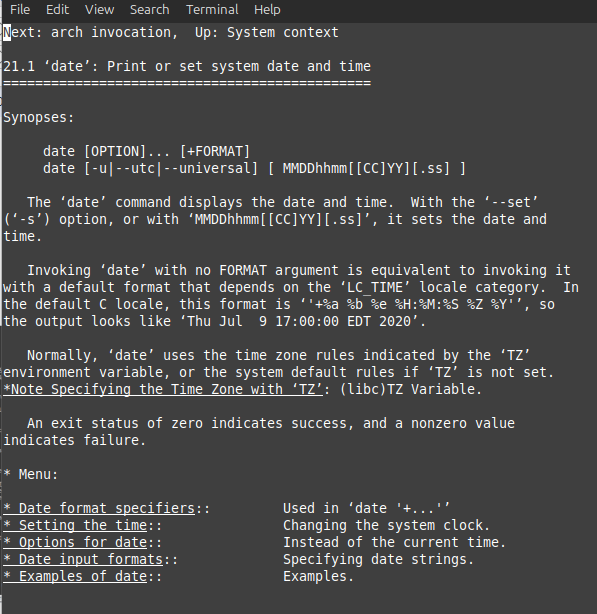 File Edit View Search Terminal Help
Next: arch invocation,  Up: System context
21.1 ‘date’: Print or set system date and time
==============================================
Synopses:
date [OPTION]... [+FORMAT]
date [-u|--utc|--universal] [ MMDDhhmm[[CC]YY][.ss] ]
The ‘date’ command displays the date and time.  With the ‘--set’
(‘-s’) option, or with ‘MMDDhhmm[[CC]YY][.ss]’, it sets the date and
time.
Invoking ‘date’ with no FORMAT argument is equivalent to invoking it
with a default format that depends on the ‘LC_TIME’ locale category.  In
the default C locale, this format is ‘'+%a %b %e %H:%M:%S %Z %Y'’, so
the output looks like ‘Thu Jul  9 17:00:00 EDT 2020’.
Normally, ‘date’ uses the time zone rules indicated by the ‘TZ’
environment variable, or the system default rules if ‘TZ’ is not set.
*Note Specifying the Time Zone with ‘TZ’: (libc)TZ Variable.
An exit status of zero indicates success, and a nonzero value
indicates failure.
* Menu:
* Date format specifiers::         Used in ‘date '+...'’
* Setting the time::               Changing the system clock.
* Options for date::               Instead of the current time.
* Date input formats::             Specifying date strings.
* Examples of date::               Examples.